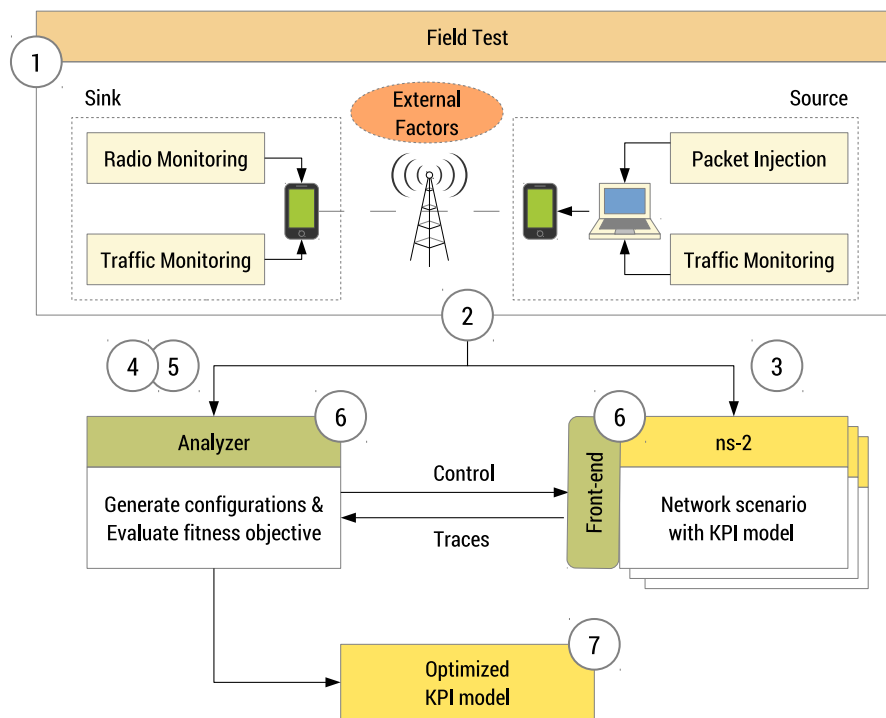 Field Test
1
Sink
External
Factors
Source
Radio Monitoring
Packet Injection
Traffic Monitoring
Traffic Monitoring
2
4
5
3
6
6
Analyzer
ns-2
Generate configurations &
Evaluate fitness objective
Control
Traces
Front-end
Network scenario
with KPI model
7
Optimized
KPI model